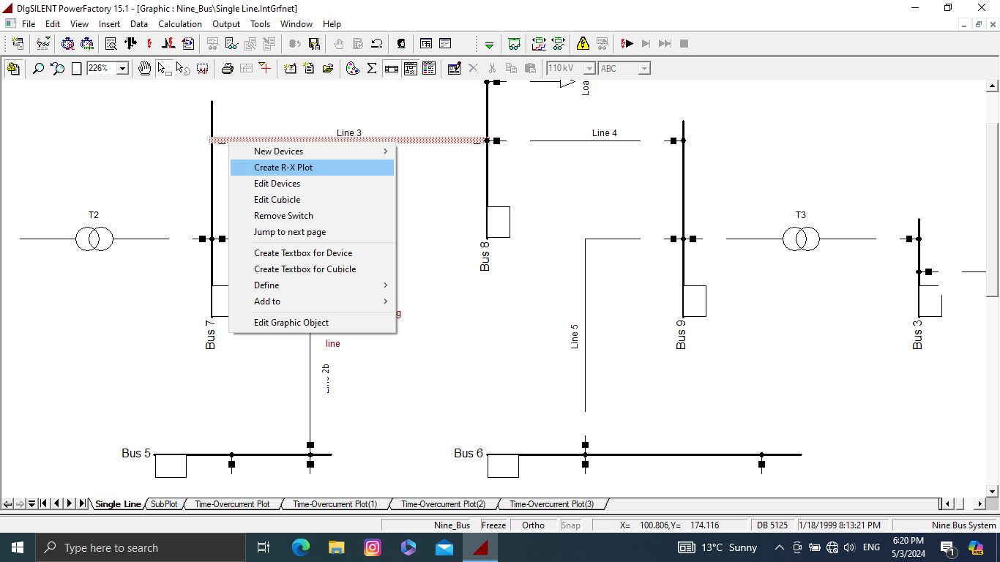 DIgSILENT PowerFactory 15.1 - [Graphic : Nine_Bus\Single Line.IntGrfnet]
File Edit View Insert Data Calculation Output Tools Window Help
226%
110 kV
ABC
Loa
Line 3
Line 4
New Devices
Create R-X Plot
Edit Devices
Edit Cubicle
Remove Switch
Jump to next page
Create Textbox for Device
Create Textbox for Cubicle
Define
Add to
Edit Graphic Object
T2
T3
Bus 8
g
Bus 7
line
Line 5
Bus 9
Bus 3
Bus 5
Bus 6
Single Line SubPlot Time-Overcurrent Plot Time-Overcurrent Plot(1) Time-Overcurrent Plot(2) Time-Overcurrent Plot(3)
Nine_Bus Freeze Ortho Snap X= 100.806,Y= 174.116 DB 5125 1/18/1999 8:13:21 PM Nine Bus System
Type here to search
13°C Sunny
ENG
6:20 PM
5/3/2024
1
PRE